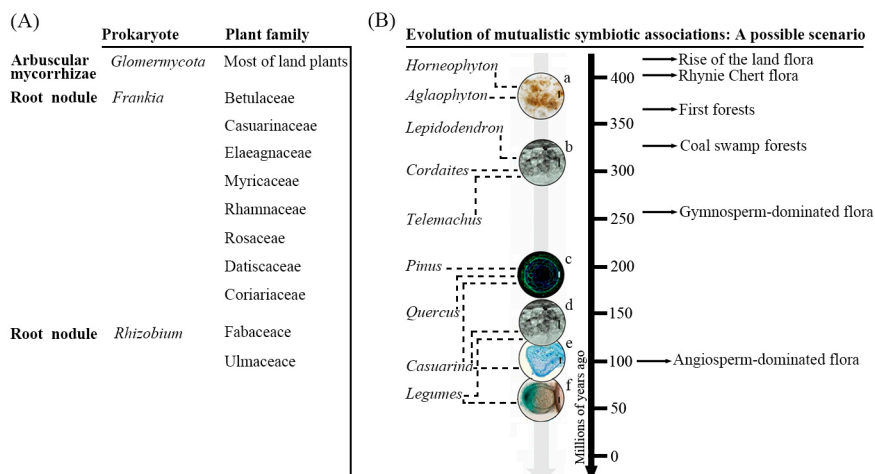 (A)
Prokaryote Plant family
Arbuscular mycorrhizae Glomermycota Most of land plants
Root nodule Frankia Betulaceae
Casuarinaceae
Elaeagnaceae
Myricaceae
Rhamnaceae
Rosaceae
Datiscaceae
Coriariaceae
Root nodule Rhizobium Fabaceace
Ulmaceace
(B)
Evolution of mutualistic symbiotic associations: A possible scenario
Horneophyton
Aglaophyton
Lepidodendron
Cordaites
Telemachus
Pinus
Quercus
Casuarina
Legumes
a
b
c
d
e
f
Millions of years ago
400
350
300
250
200
150
100
50
0
Rise of the land flora
Rhynie Chert flora
First forests
Coal swamp forests
Gymnosperm-dominated flora
Angiosperm-dominated flora